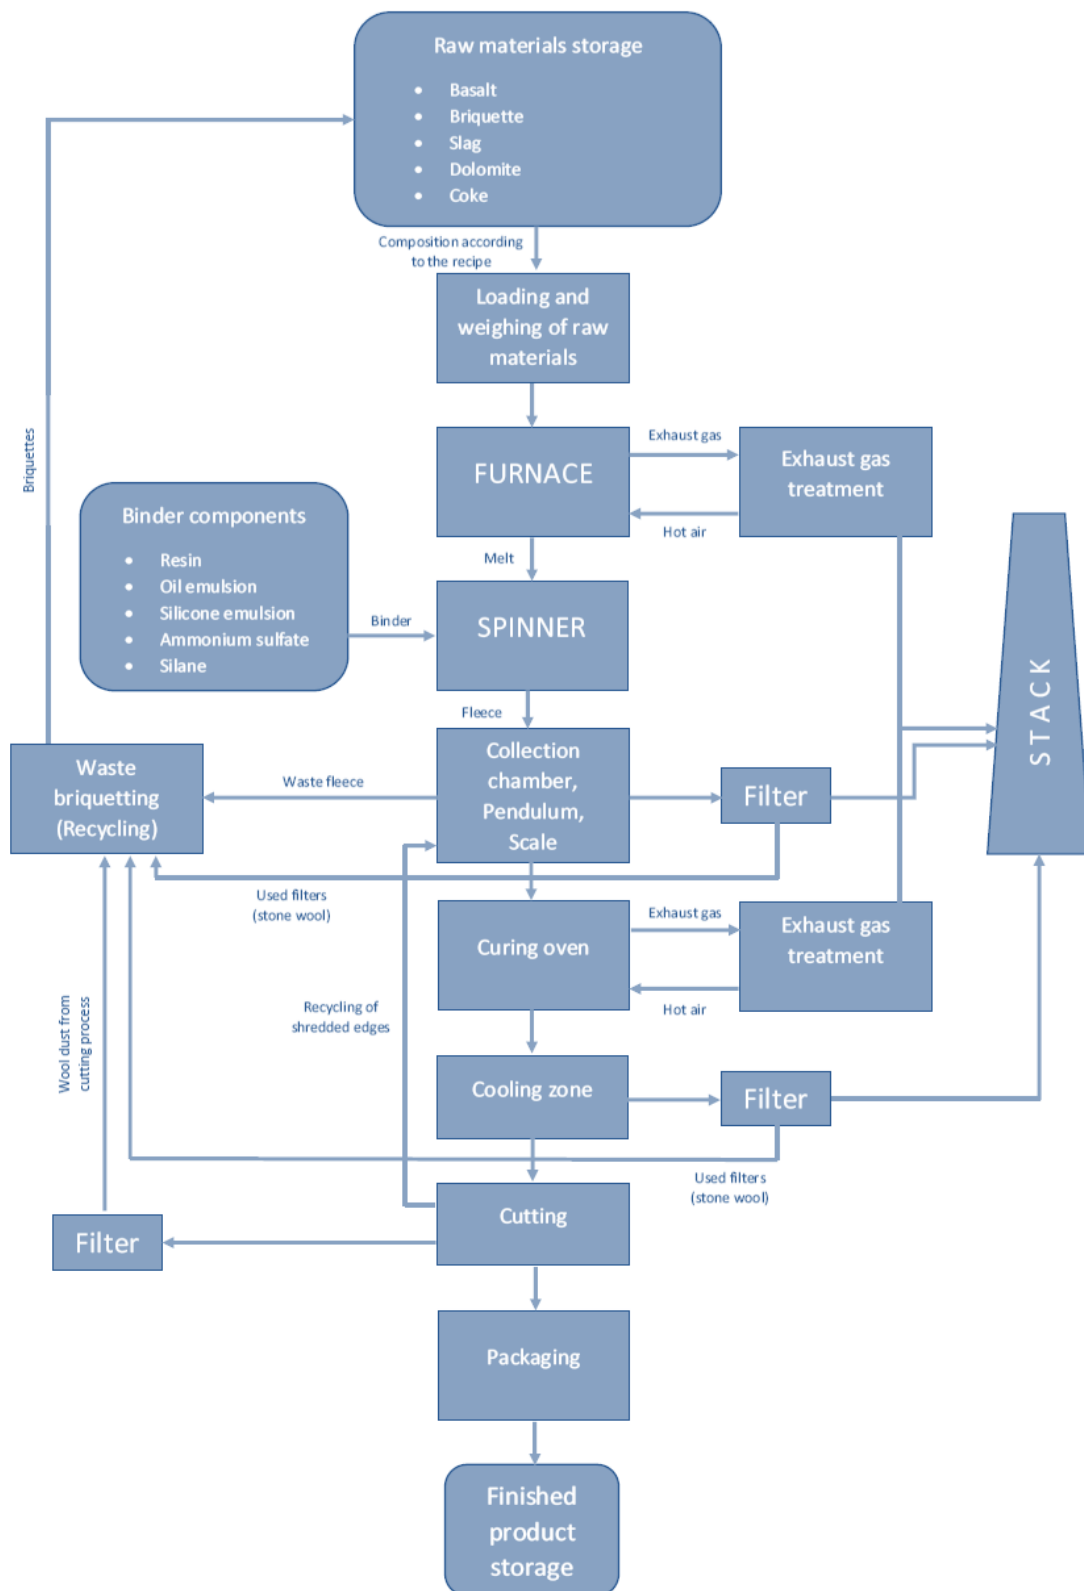 Raw materials storage
• Basalt
• Briquette
• Slag
• Dolomite
• Coke
Composition according
to the recipe
Loading and
weighing of raw
materials
Briquettes
FURNACE
Exhaust gas
Exhaust gas
treatment
Hot air
Melt
Binder components
• Resin
• Oil emulsion
• Silicone emulsion
• Ammonium sulfate
• Silane
Binder
SPINNER
STACK
Fleece
Waste
briquetting
(Recycling)
Waste fleece
Collection
chamber,
Pendulum,
Scale
Filter
Used filters
(stone wool)
Curing oven
Exhaust gas
Exhaust gas
treatment
Hot air
Recycling of
shredded edges
Wool dust from
cutting process
Cooling zone
Filter
Used filters
(stone wool)
Cutting
Filter
Packaging
Finished
product
storage